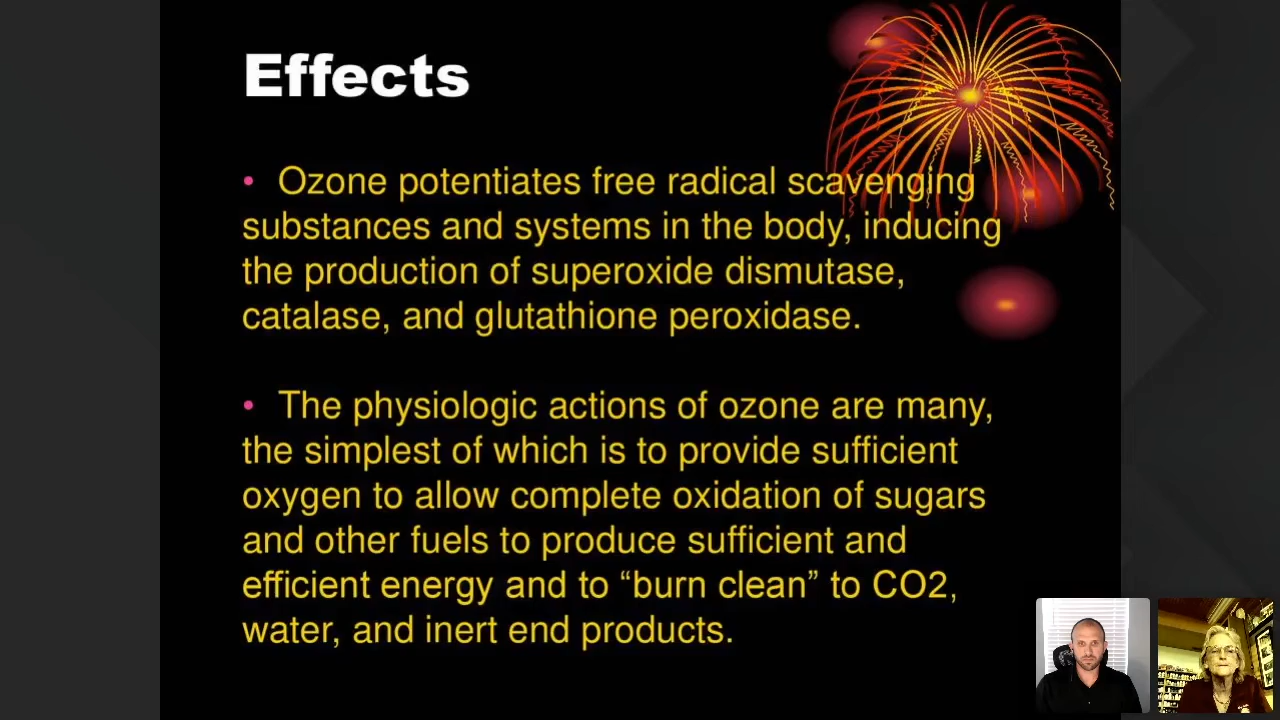 Effects
• Ozone potentiates free radical scavenging
substances and systems in the body, inducing
the production of superoxide dismutase,
catalase, and glutathione peroxidase.
• The physiologic actions of ozone are many,
the simplest of which is to provide sufficient
oxygen to allow complete oxidation of sugars
and other fuels to produce sufficient and
efficient energy and to “burn clean” to CO2,
water, and inert end products.